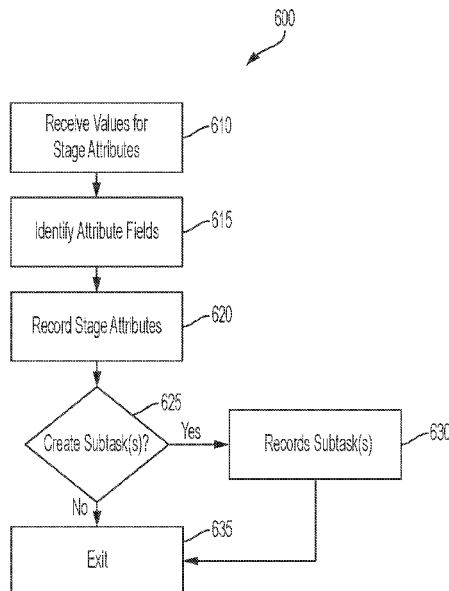 600
Receive Values for
Stage Attributes
610
Identify Attribute Fields
615
Record Stage Attributes
620
625
Create Subtask(s)?
Yes
Records Subtask(s)
630
No
635
Exit